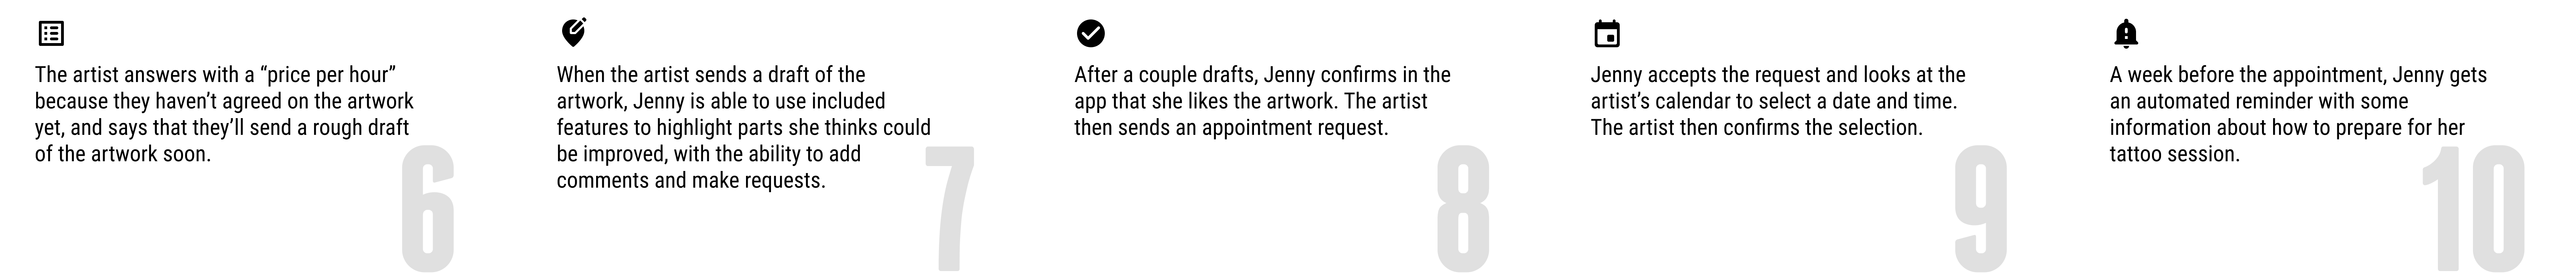 The artist answers with a “price per hour”
because they haven’t agreed on the artwork
yet, and says that they’ll send a rough draft
of the artwork soon.
6
When the artist sends a draft of the
artwork, Jenny is able to use included
features to highlight parts she thinks could
be improved, with the ability to add
comments and make requests.
7
After a couple drafts, Jenny confirms in the
app that she likes the artwork. The artist
then sends an appointment request.
8
Jenny accepts the request and looks at the
artist’s calendar to select a date and time.
The artist then confirms the selection.
9
A week before the appointment, Jenny gets
an automated reminder with some
information about how to prepare for her
tattoo session.
10